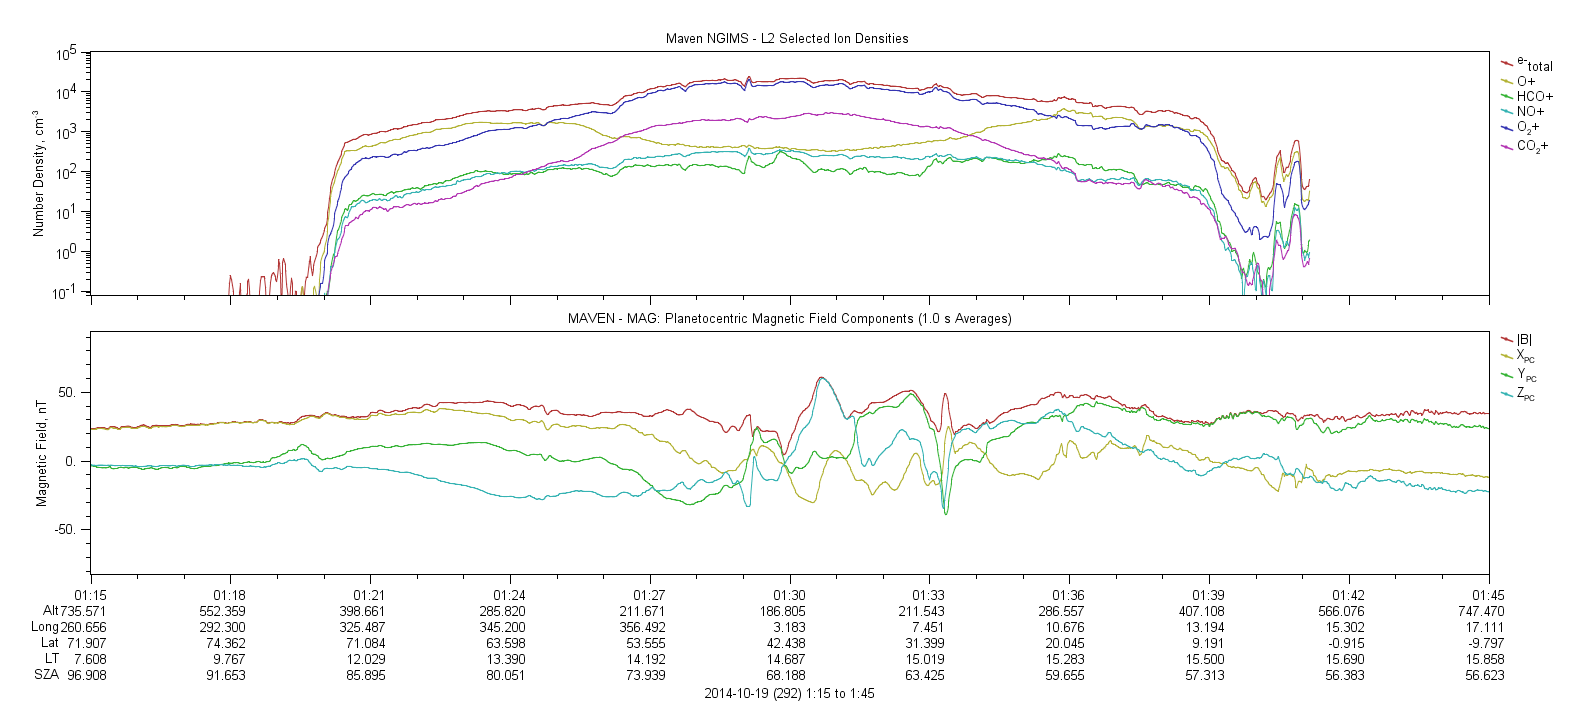 Maven NGIMS - L2 Selected Ion Densities
10^5
10^4
10^3
10^2
10^1
10^0
10^-1
Number Density, cm^-3
e-total
O+
HCO+
NO+
O2+
CO2+
MAVEN - MAG: Planetocentric Magnetic Field Components (1.0 s Averages)
50.
0.
-50.
Magnetic Field, nT
|B|
XPC
YPC
ZPC
01:15 01:18 01:21 01:24 01:27 01:30 01:33 01:36 01:39 01:42 01:45
Alt 735.571 552.359 398.661 285.820 211.671 186.805 211.543 286.557 407.108 566.076 747.470
Long 260.656 292.300 325.487 345.200 356.492 3.183 7.451 10.676 13.194 15.302 17.111
Lat 71.907 74.362 71.084 63.598 53.555 42.438 31.399 20.045 9.191 -0.915 -9.797
LT 7.608 9.767 12.029 13.390 14.192 14.687 15.019 15.283 15.500 15.690 15.858
SZA 96.908 91.653 85.895 80.051 73.939 68.188 63.425 59.655 57.313 56.383 56.623
2014-10-19 (292) 1:15 to 1:45